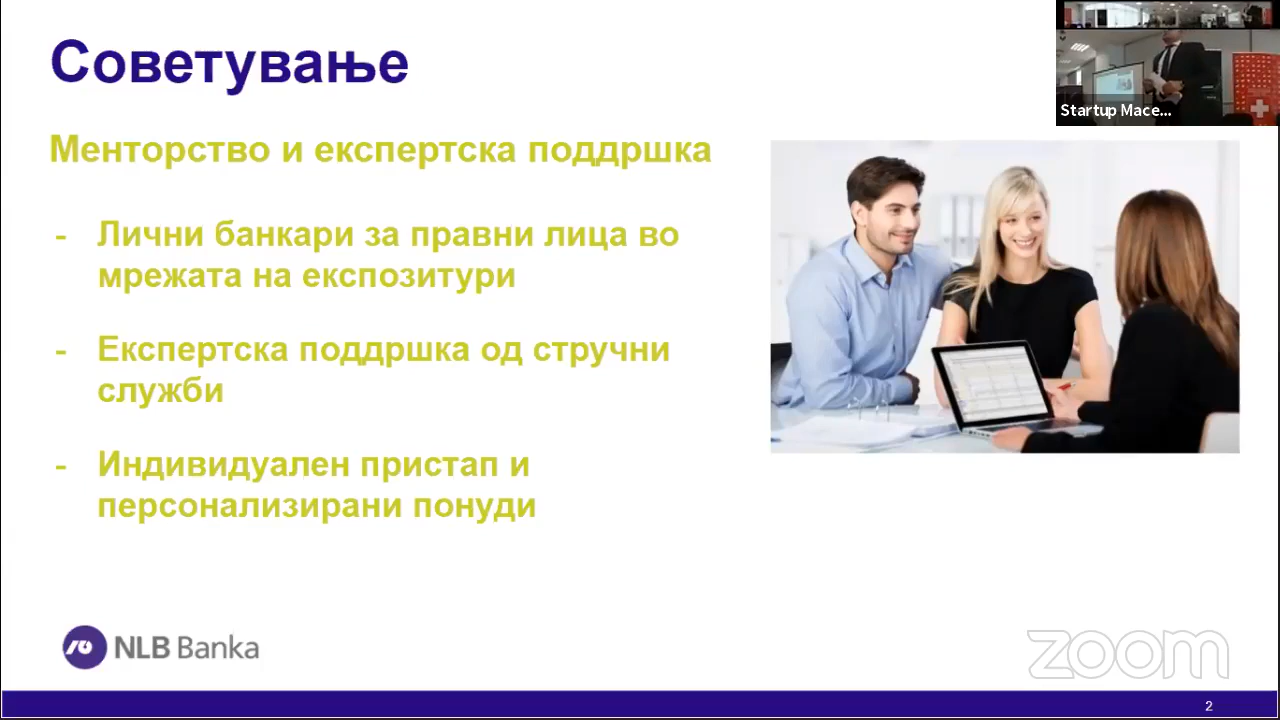 Советување
Startup Mace...
Менторство и експертска поддршка
- Лични банкари за правни лица во
мрежата на експозитури
- Експертска поддршка од стручни
служби
- Индивидуален пристап и
персонализирани понуди
NLB Banka
zoom
2